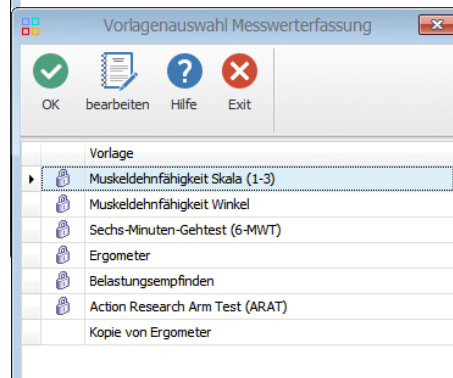 Vorlagenauswahl Messwerterfassung
OK bearbeiten Hilfe Exit
Vorlage
Muskeldehnfähigkeit Skala (1-3)
Muskeldehnfähigkeit Winkel
Sechs-Minuten-Gehtest (6-MWT)
Ergometer
Belastungsempfinden
Action Research Arm Test (ARAT)
Kopie von Ergometer